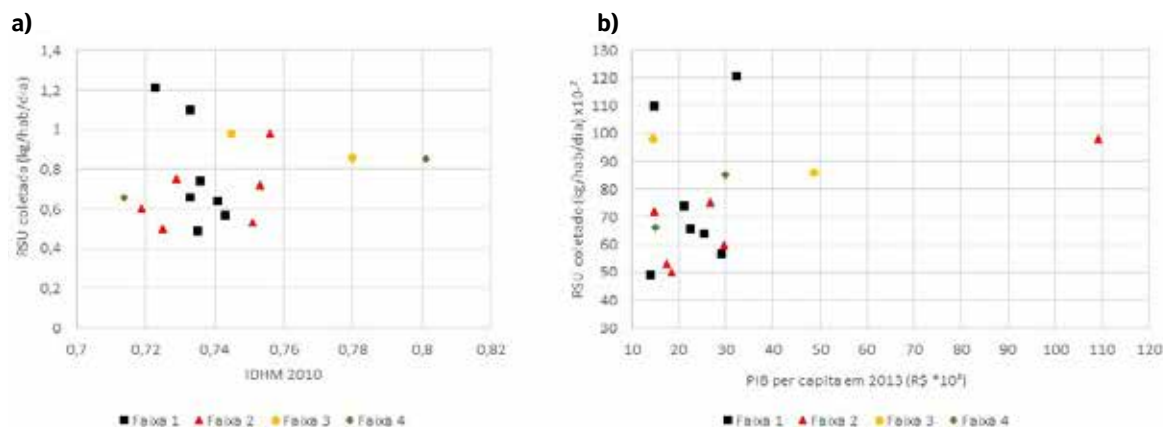 a)
RSU coletado (kg/hab/dia)
1,4
1,2
1
0,8
0,6
0,4
0,2
0
0,7 0,72 0,74 0,76 0,78 0,8 0,82
IDHM 2010
Faixa 1 Faixa 2 Faixa 3 Faixa 4
b)
RSU coletado (kg/hab/dia) x10⁻²
130
120
110
100
90
80
70
60
50
40
30
10 20 30 40 50 60 70 80 90 100 110 120
PIB per capita em 2013 (R$ *10³)
Faixa 1 Faixa 2 Faixa 3 Faixa 4